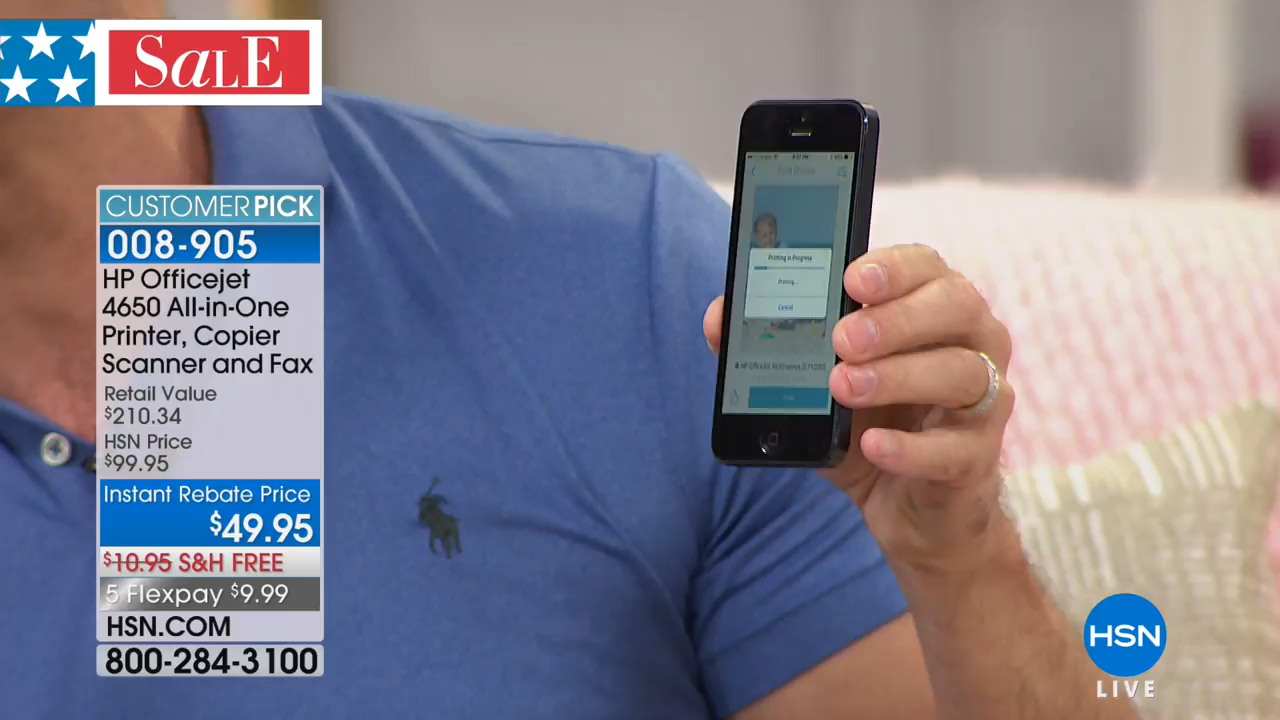 SALE
CUSTOMER PICK
008-905
HP Officejet
4650 All-in-One
Printer, Copier
Scanner and Fax
Retail Value
$210.34
HSN Price
$99.95
Instant Rebate Price
$49.95
$10.95 S&H FREE
5 Flexpay $9.99
HSN.COM
800-284-3100
Printing in Progress
Printing...
Cancel
HSN
LIVE